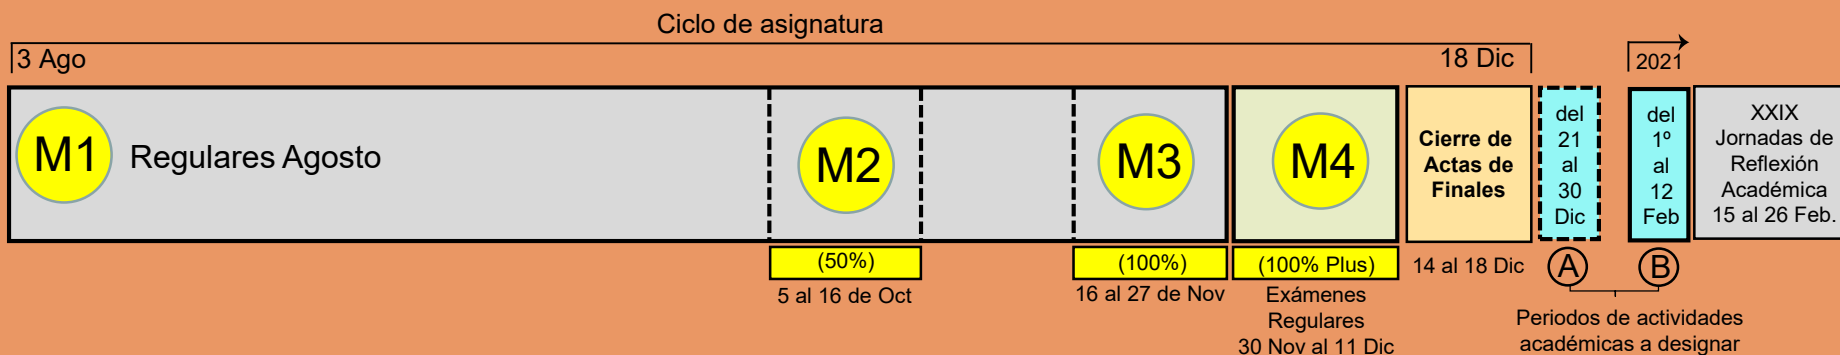 Ciclo de asignatura
3 Ago
18 Dic
2021
M1
Regulares Agosto
M2
M3
M4
Cierre de
Actas de
Finales
del
21
al
30
Dic
del
1º
al
12
Feb
XXIX
Jornadas de
Reflexión
Académica
15 al 26 Feb.
(50%)
5 al 16 de Oct
(100%)
16 al 27 de Nov
(100% Plus)
Exámenes
Regulares
30 Nov al 11 Dic
14 al 18 Dic
A
B
Periodos de actividades
académicas a designar